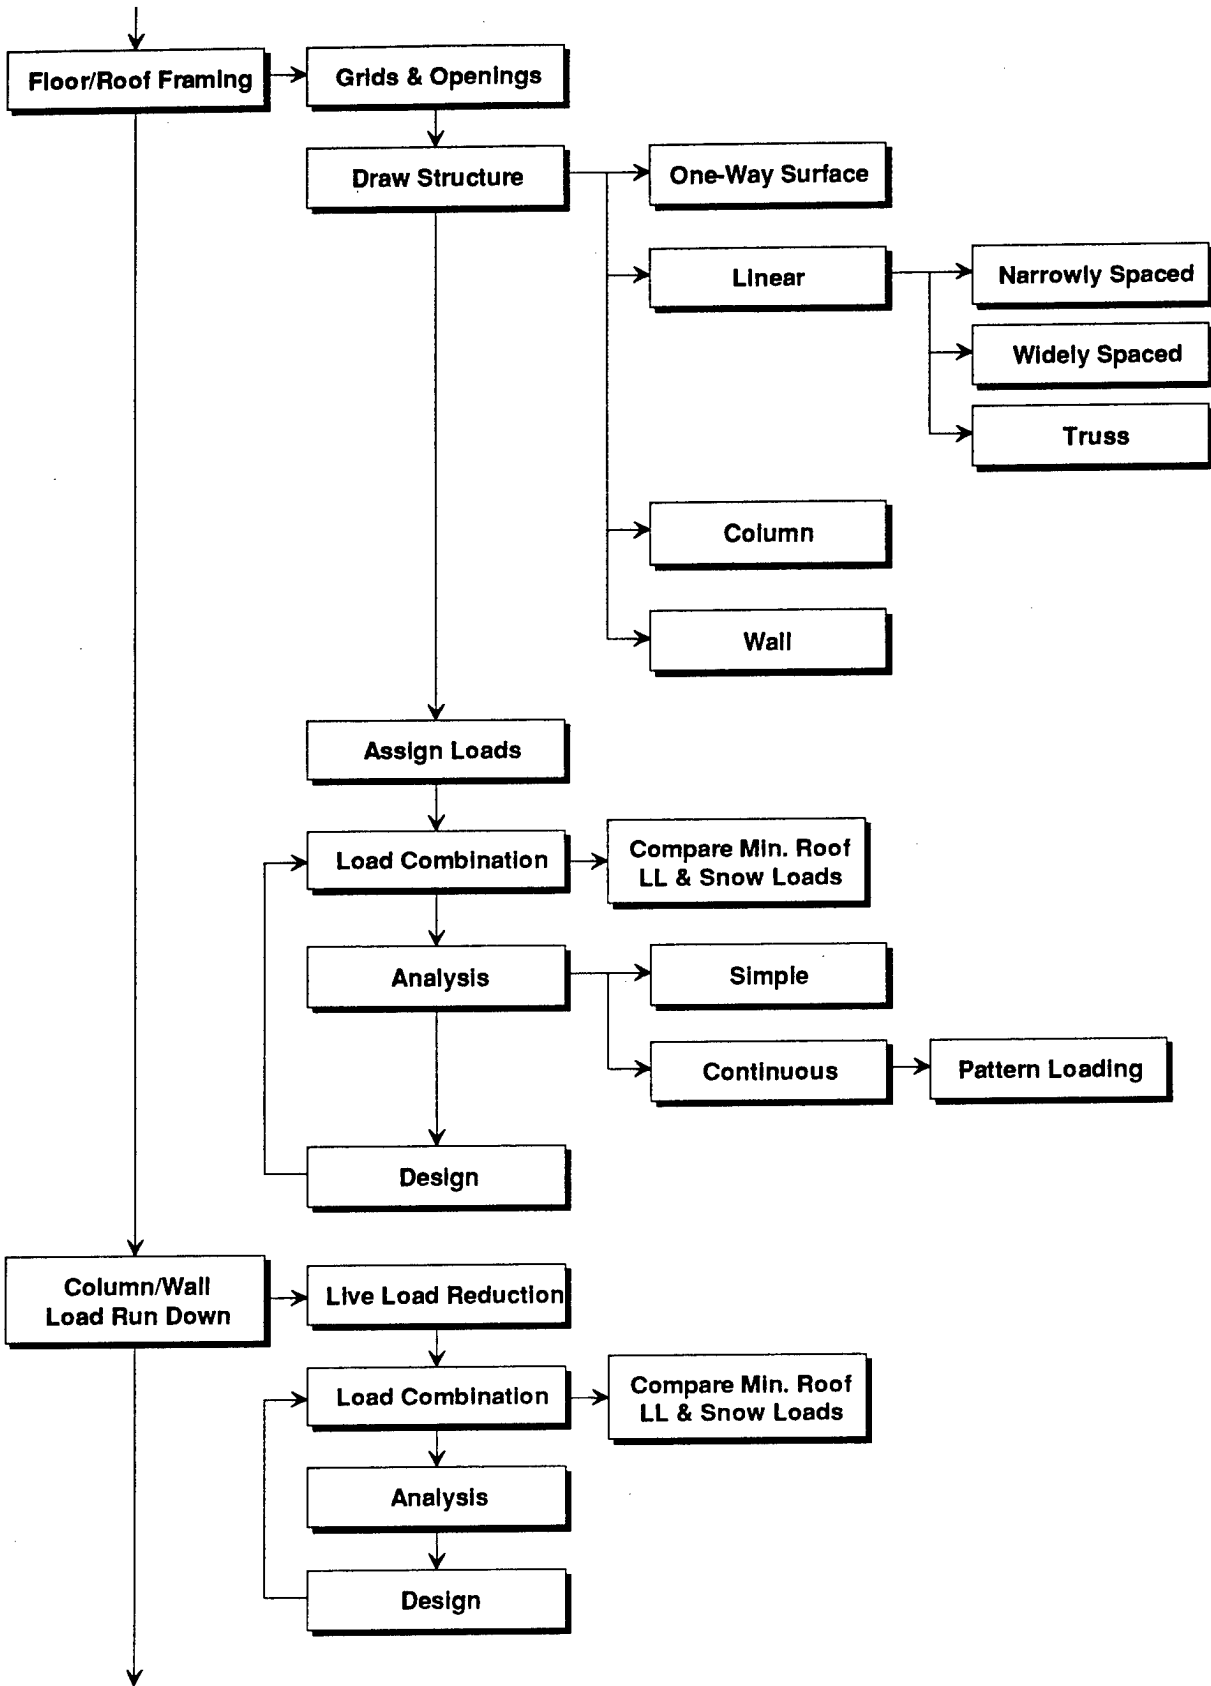 Floor/Roof Framing
Grids & Openings
Draw Structure
One-Way Surface
Linear
Narrowly Spaced
Widely Spaced
Truss
Column
Wall
Assign Loads
Load Combination
Compare Min. Roof
LL & Snow Loads
Analysis
Simple
Continuous
Pattern Loading
Design
Column/Wall
Load Run Down
Live Load Reduction
Load Combination
Compare Min. Roof
LL & Snow Loads
Analysis
Design